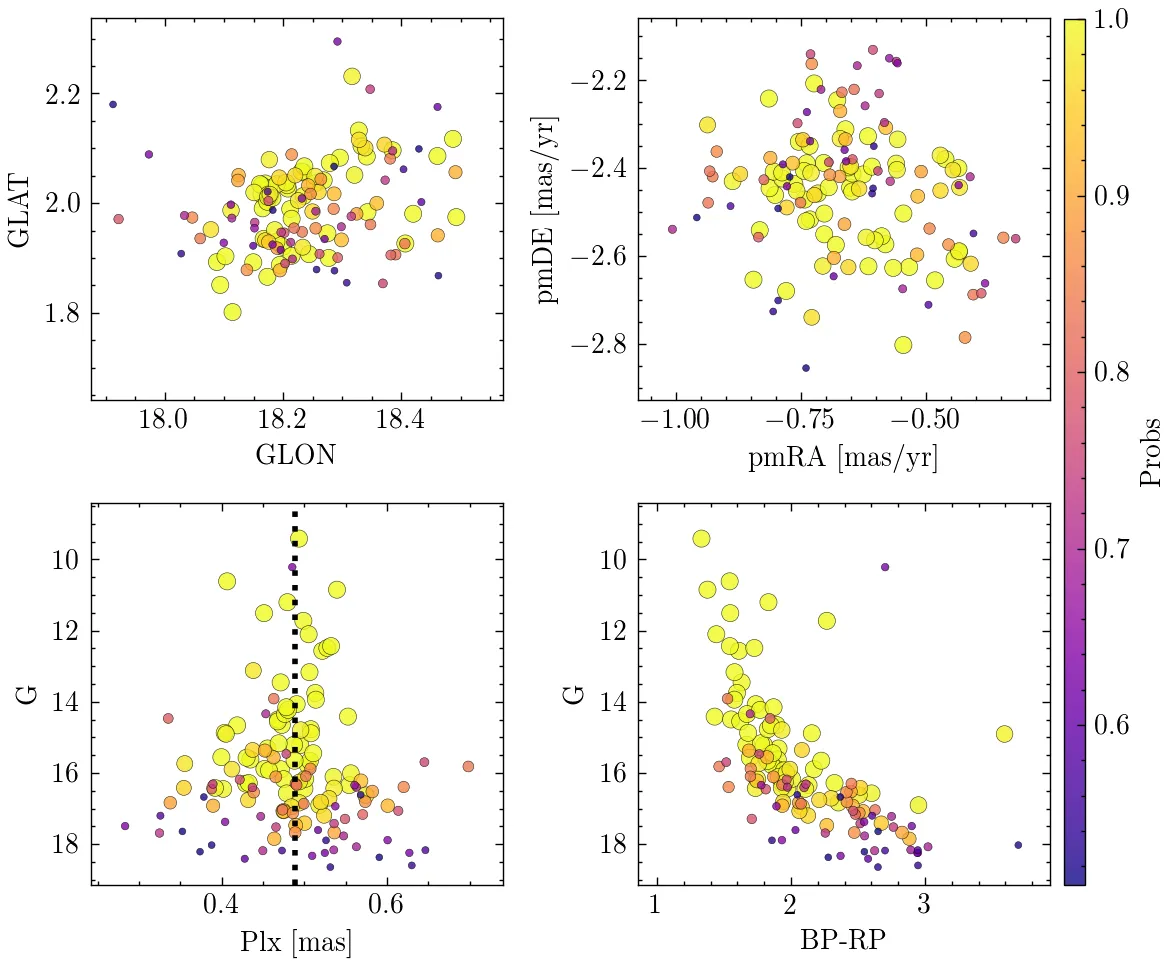 2.2
2.0
1.8
GLAT
18.0 18.2 18.4
GLON
−2.2
−2.4
−2.6
−2.8
pmDE [mas/yr]
−1.00 −0.75 −0.50
pmRA [mas/yr]
1.0
0.9
0.8
0.7
0.6
Probs
10
12
14
16
18
G
0.4 0.6
Plx [mas]
10
12
14
16
18
G
1 2 3
BP-RP